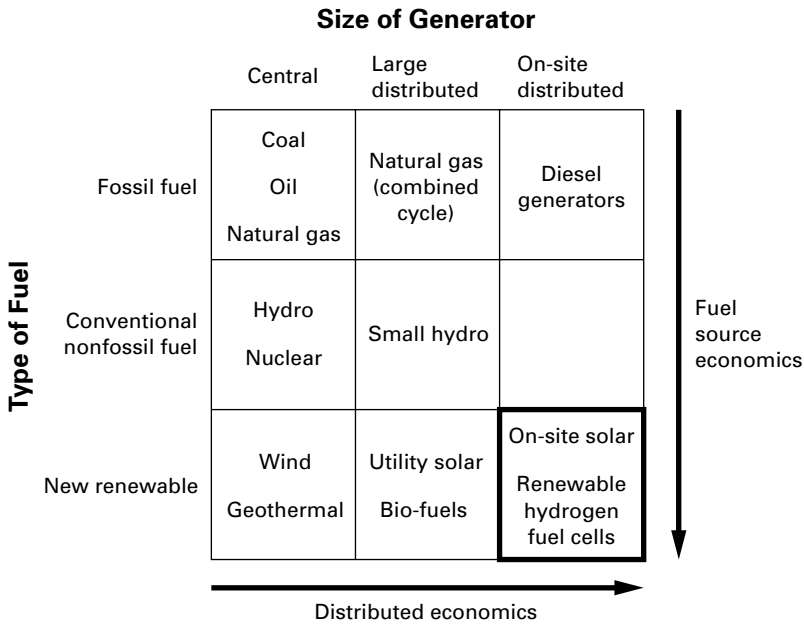 Size of Generator
Central
Large
distributed
On-site
distributed
Type of Fuel
Fossil fuel
Coal
Oil
Natural gas
Natural gas
(combined
cycle)
Diesel
generators
Conventional
nonfossil fuel
Hydro
Nuclear
Small hydro
Fuel
source
economics
New renewable
Wind
Geothermal
Utility solar
Bio-fuels
On-site solar
Renewable
hydrogen
fuel cells
Distributed economics